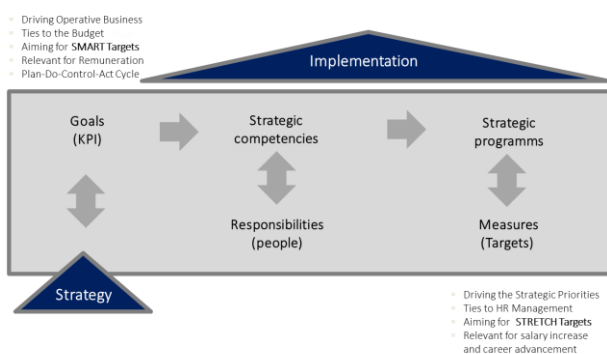 Driving Operative Business
Ties to the Budget
Aiming for SMART Targets
Relevant for Remuneration
Plan-Do-Control-Act Cycle
Implementation
Goals
(KPI)
Strategic
competencies
Strategic
programms
Responsibilities
(people)
Measures
(Targets)
Strategy
Driving the Strategic Priorities
Ties to HR Management
Aiming for STRETCH Targets
Relevant for salary increase
and career advancement